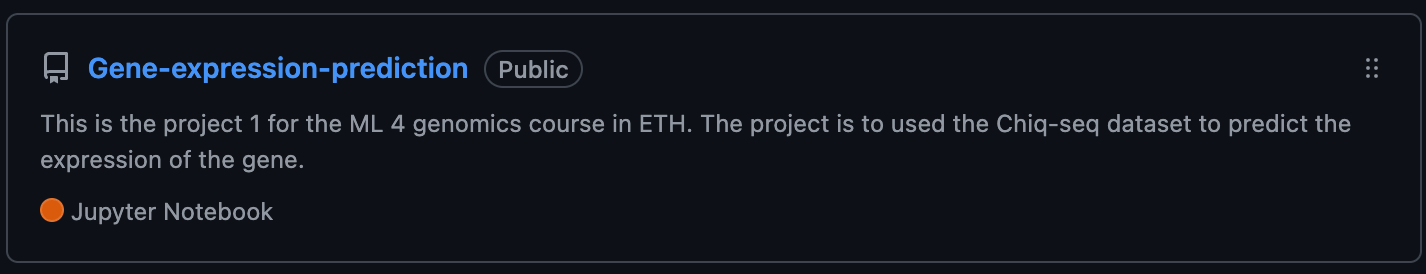 Gene-expression-prediction Public
This is the project 1 for the ML 4 genomics course in ETH. The project is to used the Chiq-seq dataset to predict the
expression of the gene.
Jupyter Notebook